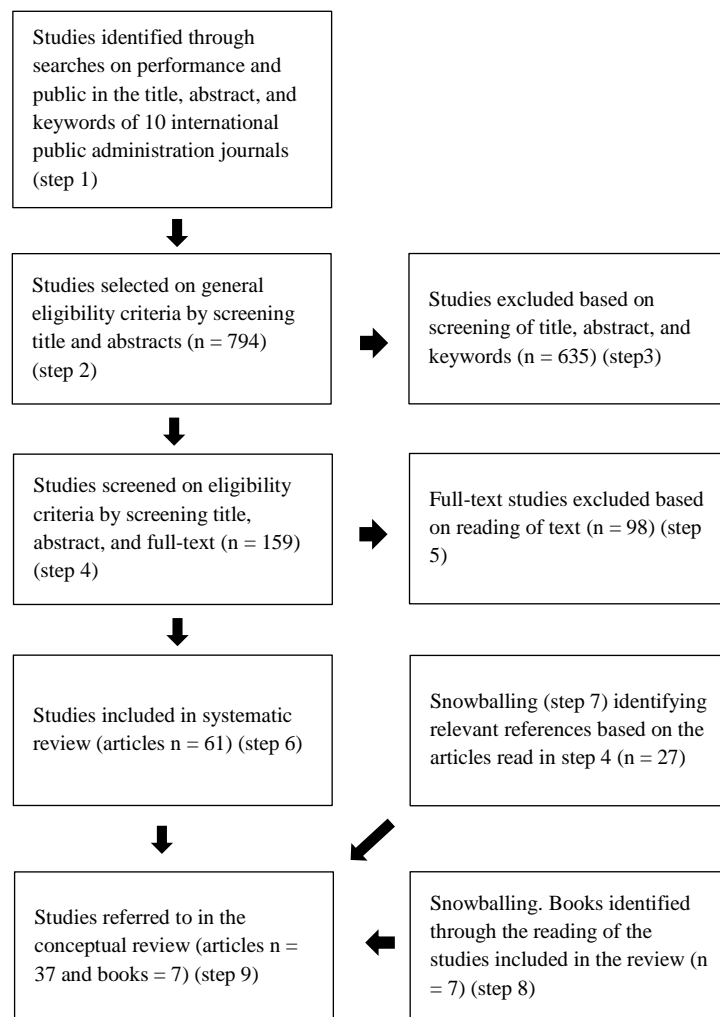 Studies identified through
searches on performance and
public in the title, abstract, and
keywords of 10 international
public administration journals
(step 1)
Studies selected on general
eligibility criteria by screening
title and abstracts (n = 794)
(step 2)
Studies excluded based on
screening of title, abstract, and
keywords (n = 635) (step3)
Studies screened on eligibility
criteria by screening title,
abstract, and full-text (n = 159)
(step 4)
Full-text studies excluded based
on reading of text (n = 98) (step
5)
Studies included in systematic
review (articles n = 61) (step 6)
Snowballing (step 7) identifying
relevant references based on the
articles read in step 4 (n = 27)
Studies referred to in the
conceptual review (articles n =
37 and books = 7) (step 9)
Snowballing. Books identified
through the reading of the
studies included in the review (n
= 7) (step 8)